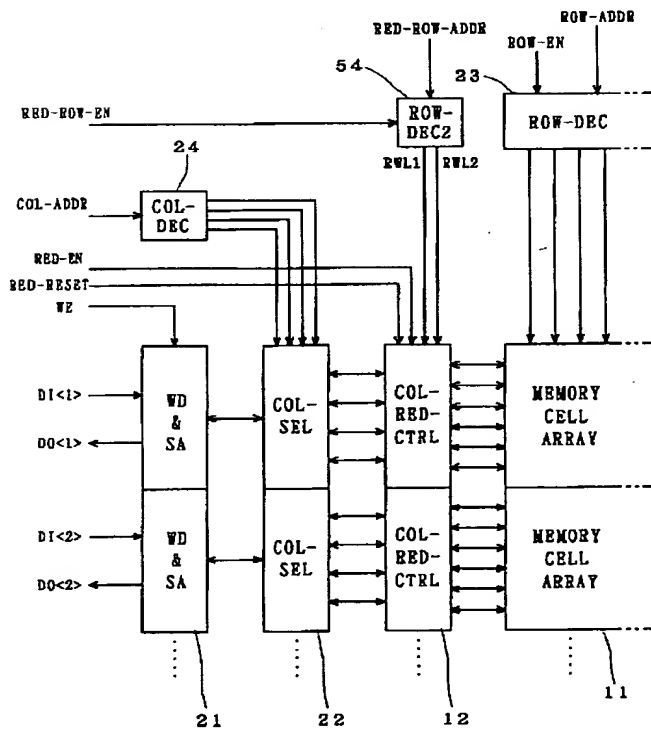 RED-ROW-ADDR
ROW-ADDR
ROW-EN
54
23
RED-ROW-EN
ROW-
DEC2
ROW-DEC
24
RWL1 RWL2
COL-ADDR
COL-
DEC
RED-EN
RED-RESET
WE
DI<1>
DO<1>
WD
&
SA
COL-
SEL
COL-
RED-
CTRL
MEMORY
CELL
ARRAY
DI<2>
DO<2>
WD
&
SA
COL-
SEL
COL-
RED-
CTRL
MEMORY
CELL
ARRAY
21
22
12
11